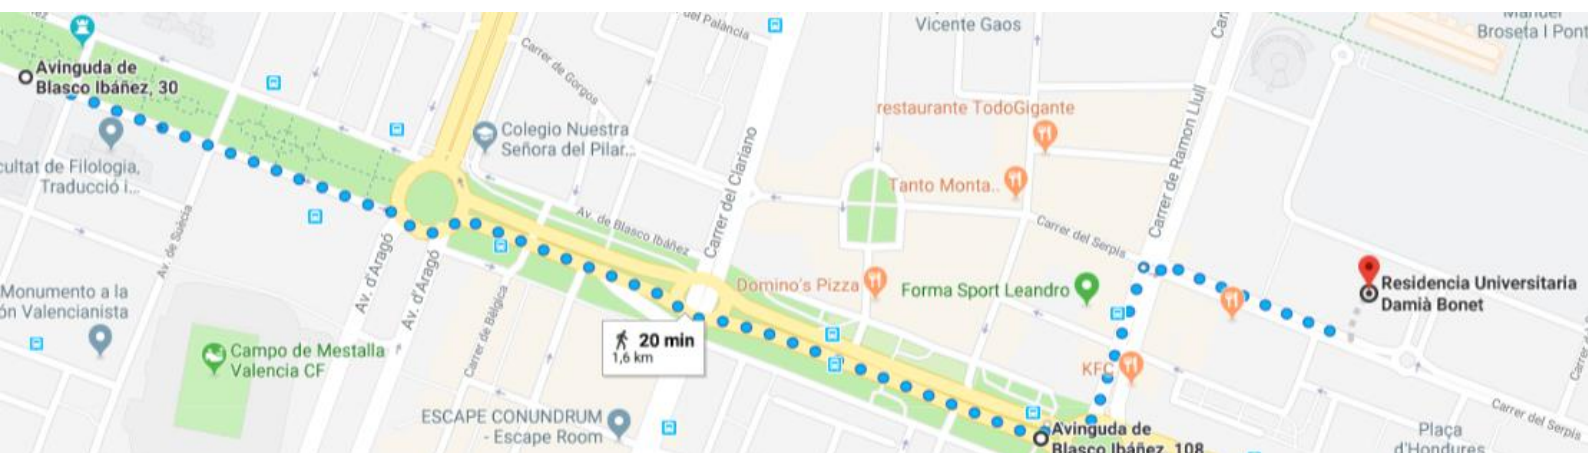 Avinguda de
Blasco Ibáñez, 30
cultat de Filologia,
Traducció i...
Av. de Suècia
Monumento a la
ón Valencianista
Campo de Mestalla
Valencia CF
Av. d'Aragó
Av. d'Aragó
Carrer de Bèlgica
Carrer de Gorgos
Colegio Nuestra
Señora del Pilar...
del Palancia
Av. de Blasco Ibáñez
Carrer del Clariano
20 min
1,6 km
ESCAPE CONUNDRUM
- Escape Room
Vicente Gaos
restaurante TodoGigante
Tanto Monta..
Domino's Pizza
Forma Sport Leandro
KFC
Carrer del Serpis
Carrer de Ramon Llull
Avinguda de
Blasco Ibáñez, 108
Manuel
Broseta I Pont
Residencia Universitaria
Damià Bonet
Carrer del Serpis
Plaça
d'Hondures